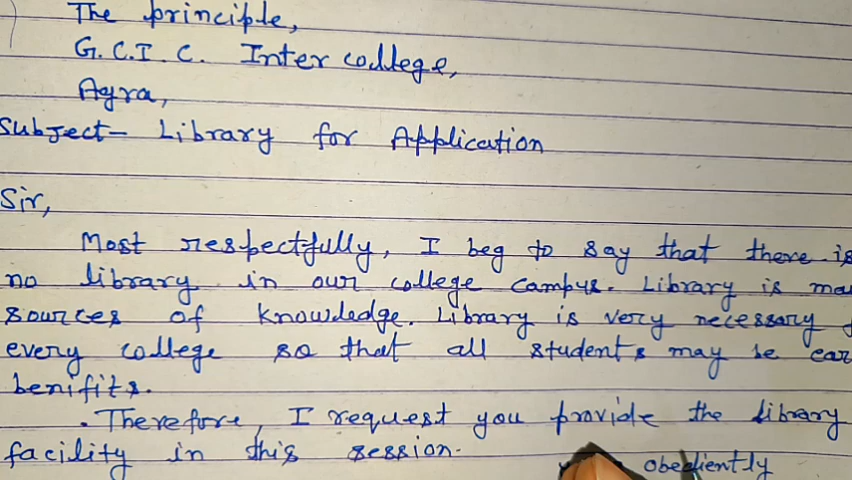 The principle,
G.C.I.C. Inter college,
Agra,
Subject- Library for Application
Sir,
Most respectfully, I beg to say that there is
no library in our college campus. Library is
sources of knowledge. Library is very necessary
every college so that all students may be
benifits.
Therefore, I request you provide the library
facility in this session.
obediently